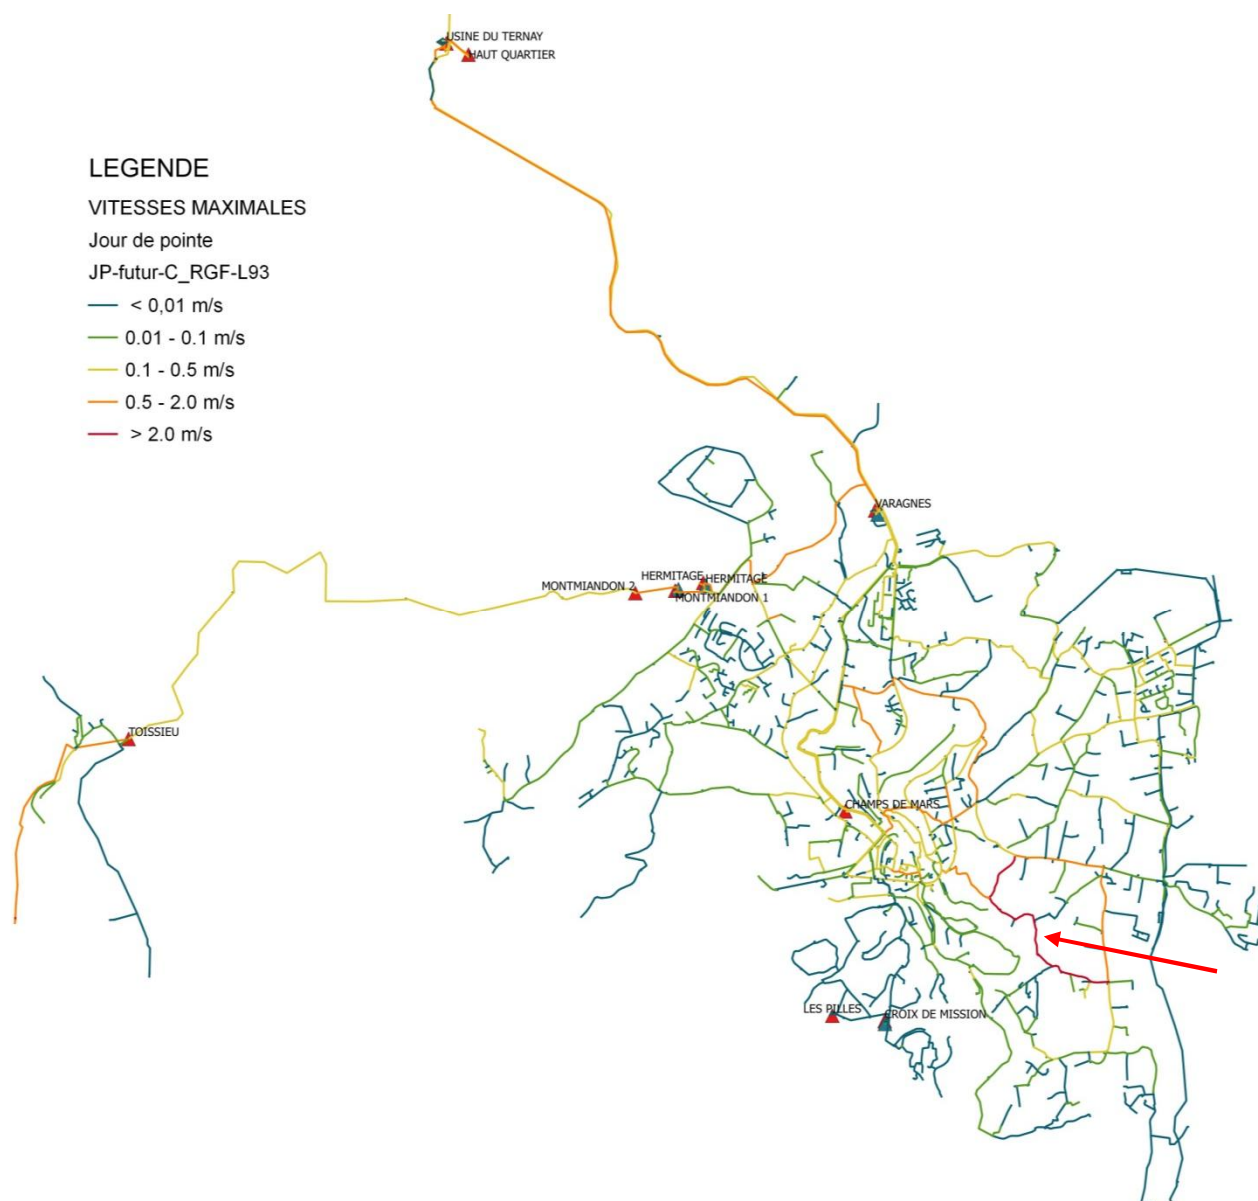 USINE DU TERNAY
HAUT QUARTIER
LEGENDE
VITESSES MAXIMALES
Jour de pointe
JP-futur-C_RGF-L93
< 0,01 m/s
0.01 - 0.1 m/s
0.1 - 0.5 m/s
0.5 - 2.0 m/s
> 2.0 m/s
VARAGNES
HERMITAGE
HERMITAGE
MONTMIANDON 2
MONTMIANDON 1
TOISSIEU
CHAMPS DE MARS
LES PILLES
CROIX DE MISSION